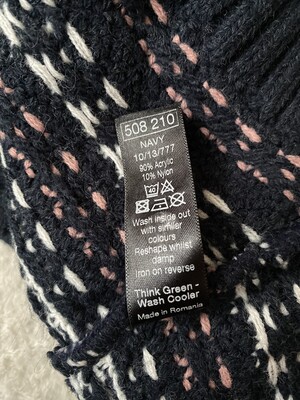 508 210
NAVY
10/13/777
90% Acrylic
10% Nylon
Wash inside out
with similar
colours
Reshape whilst
damp
Iron on reverse
Think Green -
Wash Cooler
Made in Romania